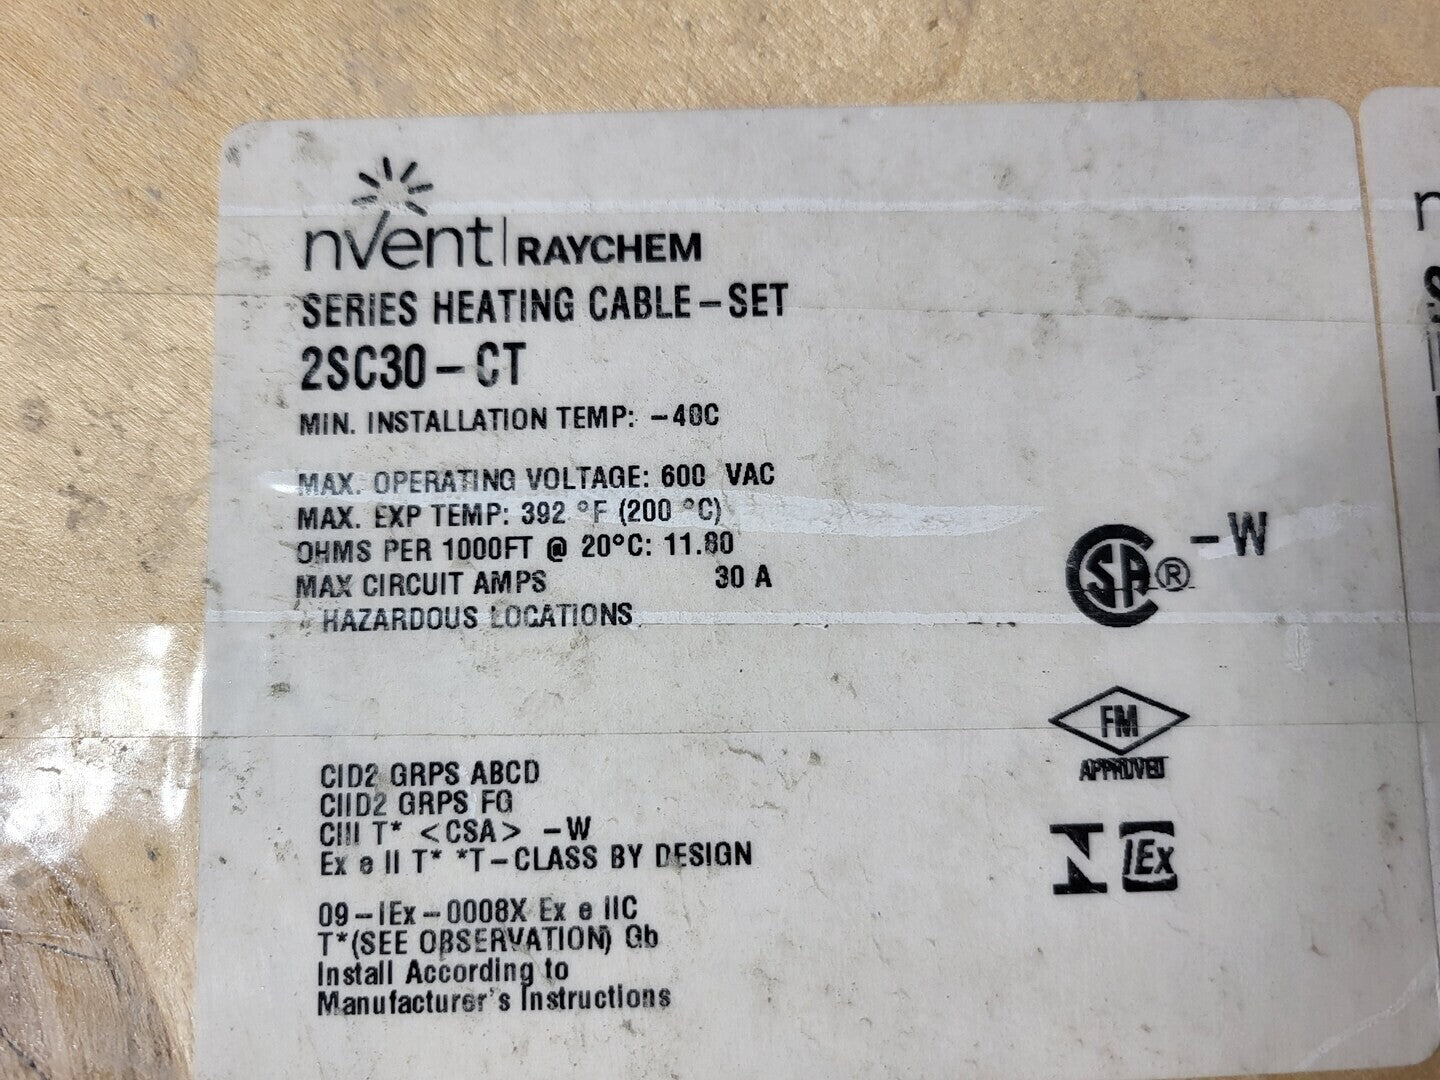 nvent | RAYCHEM
SERIES HEATING CABLE-SET
2SC30-CT
MIN. INSTALLATION TEMP: -40C
MAX. OPERATING VOLTAGE: 600 VAC
MAX. EXP TEMP: 392 °F (200 °C)
OHMS PER 1000FT @ 20°C:
MAX CIRCUIT AMPS 30 A
HAZARDOUS LOCATIONS
CSA® -W
FM
APPROVED
CID2 GRPS ABCD
CIID2 GRPS FG
CIII T* <CSA> -W
Ex e II T* *T-CLASS BY DESIGN
IEx
09-IEx-0008X Ex e IIC
T*(SEE OBSERVATION) Gb
Install According to
Manufacturer's Instructions
n
S